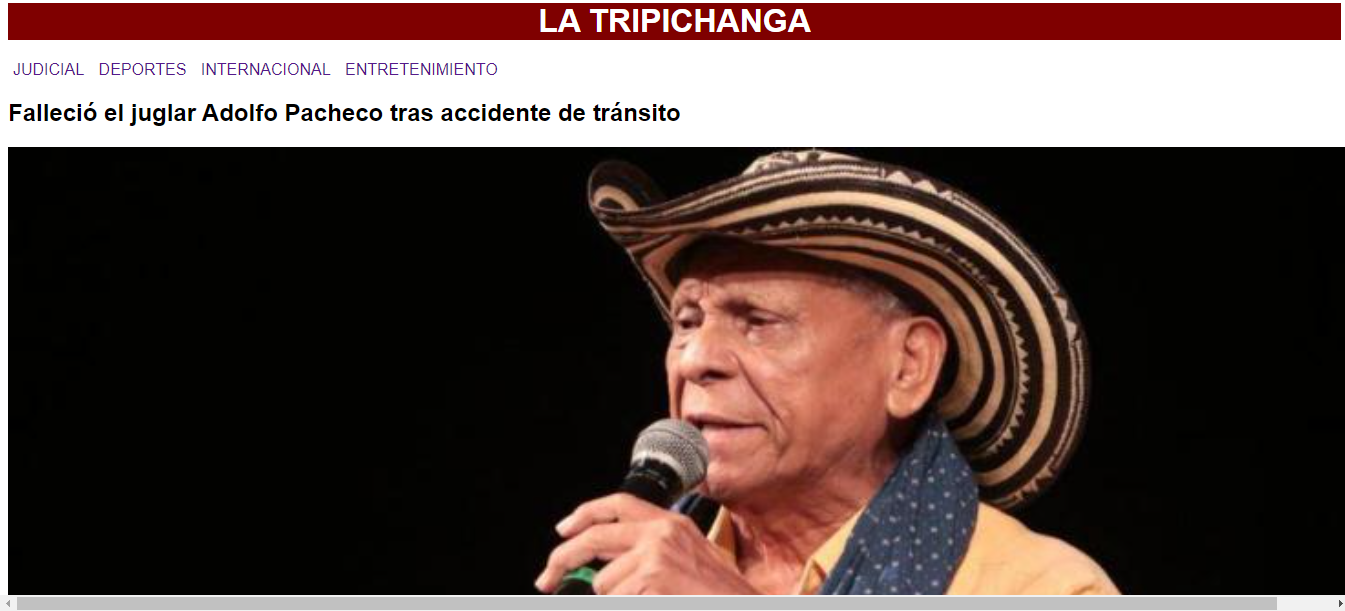 LA TRIPICHANGA
JUDICIAL DEPORTES INTERNACIONAL ENTRETENIMIENTO
Falleció el juglar Adolfo Pacheco tras accidente de tránsito